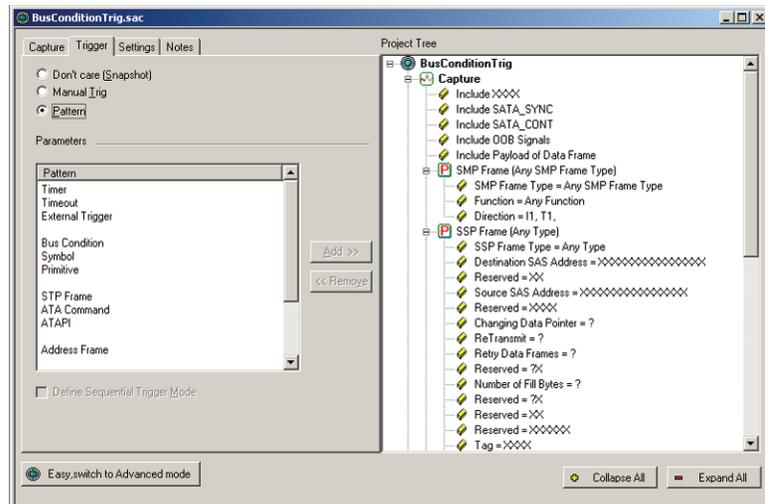 BusConditionTrig.sac
Capture Trigger Settings Notes
Don't care (Snapshot)
Manual Trig
Pattern
Parameters
Pattern
Timer
Timeout
External Trigger
Bus Condition
Symbol
Primitive
STP Frame
ATA Command
ATAPI
Address Frame
Add >>
<< Remove
Define Sequential Trigger Mode
Easy,switch to Advanced mode
Project Tree
BusConditionTrig
Capture
Include XXXX
Include SATA_SYNC
Include SATA_CONT
Include OOB Signals
Include Payload of Data Frame
SMP Frame (Any SMP Frame Type)
SMP Frame Type = Any SMP Frame Type
Function = Any Function
Direction = I1, T1,
SSP Frame (Any Type)
SSP Frame Type = Any Type
Destination SAS Address = XXXXXXXXXXXXXXXX
Reserved = XX
Source SAS Address = XXXXXXXXXXXXXXXX
Reserved = XXXX
Changing Data Pointer = ?
ReTransmit = ?
Retry Data Frames = ?
Reserved = ?X
Number of Fill Bytes = ?
Reserved = ?X
Reserved = XX
Reserved = XXXXXX
Tag = XXXX
Collapse All
Expand All